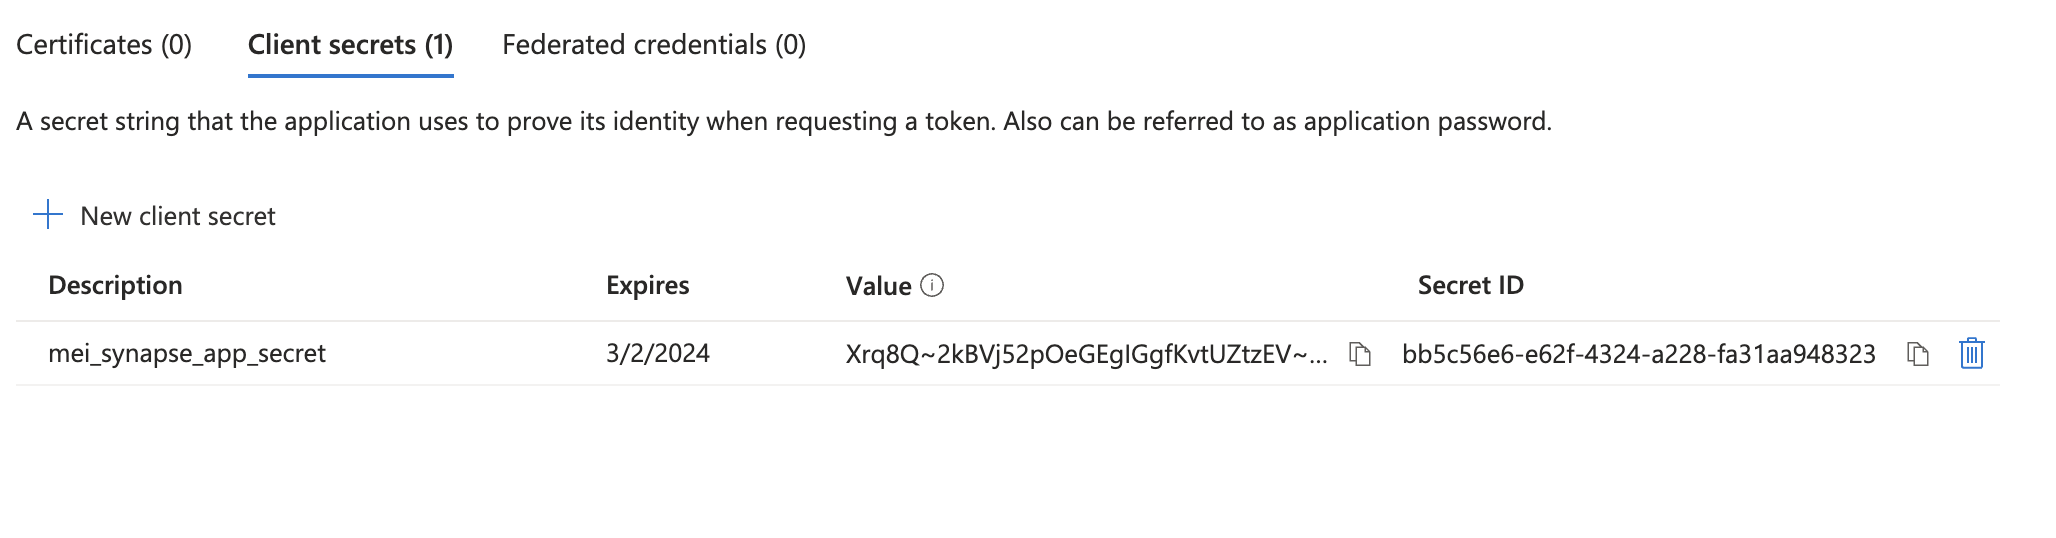 Certificates (0) Client secrets (1) Federated credentials (0)
A secret string that the application uses to prove its identity when requesting a token. Also can be referred to as application password.
New client secret
Description Expires Value Secret ID
mei_synapse_app_secret 3/2/2024 Xrq8Q~2kBVj52pOeGEgIGgfKvtUZtzEV~... bb5c56e6-e62f-4324-a228-fa31aa948323